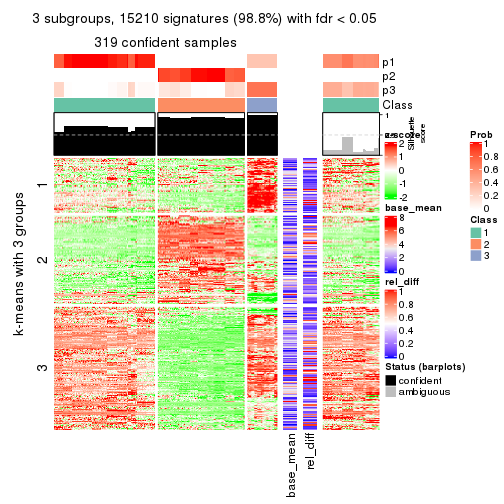 3 subgroups, 15210 signatures (98.8%) with fdr < 0.05
319 confident samples
p1
p2
p3
Class
1
Silhouette
score
z-score
2
1
0
-1
-2
base_mean
8
6
4
2
0
rel_diff
1
0.8
0.6
0.4
0.2
0
Status (barplots)
confident
ambiguous
Prob
1
0.8
0.6
0.4
0.2
0
Class
1
2
3
k-means with 3 groups
1
2
3
base_mean
rel_diff